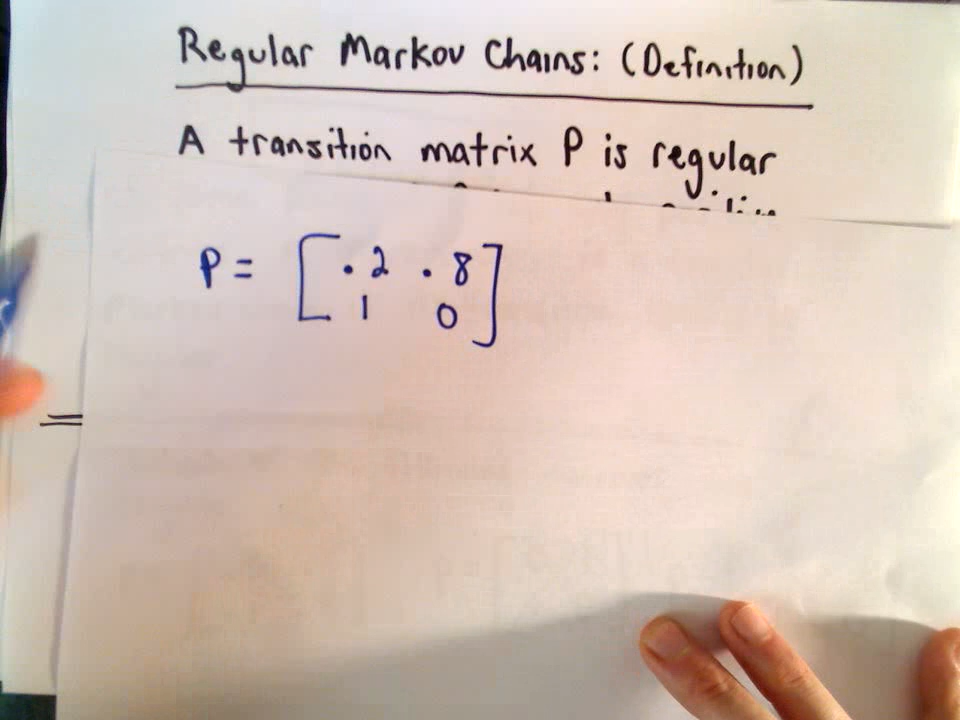 Regular Markov Chains: (Definition)
A transition matrix P is regular
P = [ .2 .8
1 0 ]
=